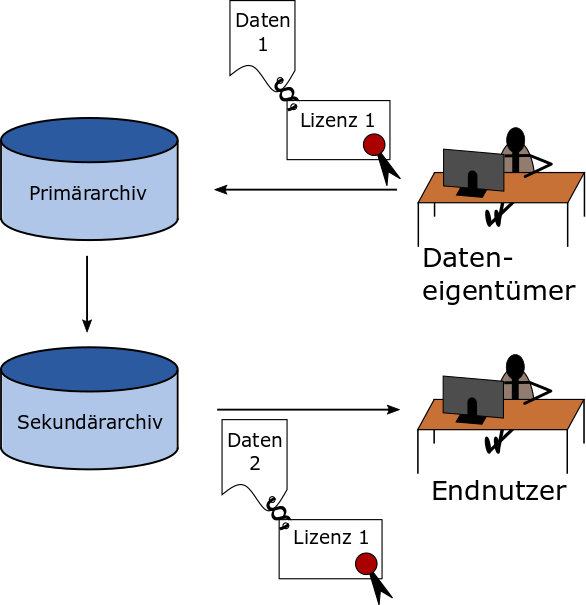 Daten
1
Lizenz 1
Primärarchiv
Daten-
eigentümer
Sekundärarchiv
Daten
2
Lizenz 1
Endnutzer